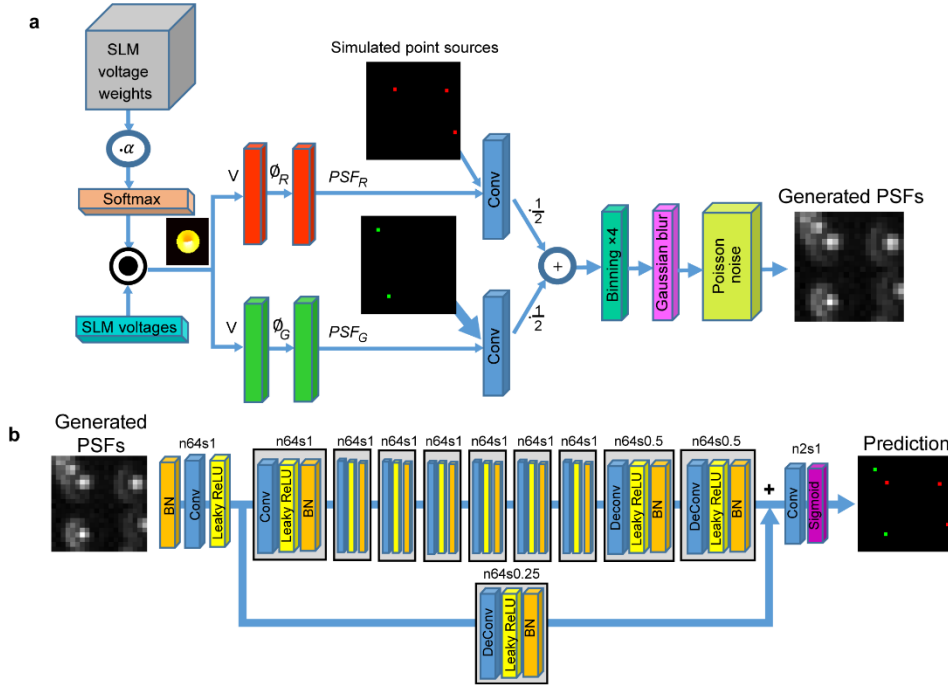 a
SLM
voltage
weights
·α
Softmax
SLM voltages
V
∅R
PSFR
V
∅G
PSFG
Simulated point sources
Conv
Conv
·1/2
·1/2
+
Binning ×4
Gaussian blur
Poisson
noise
Generated PSFs
b
Generated
PSFs
n64s1
BN
Conv
Leaky ReLU
n64s1
Conv
Leaky ReLU
BN
n64s1
n64s1
n64s1
n64s1
n64s1
n64s1
n64s0.5
Deconv
Leaky ReLU
BN
n64s0.5
DeConv
Leaky ReLU
BN
n64s0.25
DeConv
Leaky ReLU
BN
+
n2s1
Conv
Sigmoid
Prediction